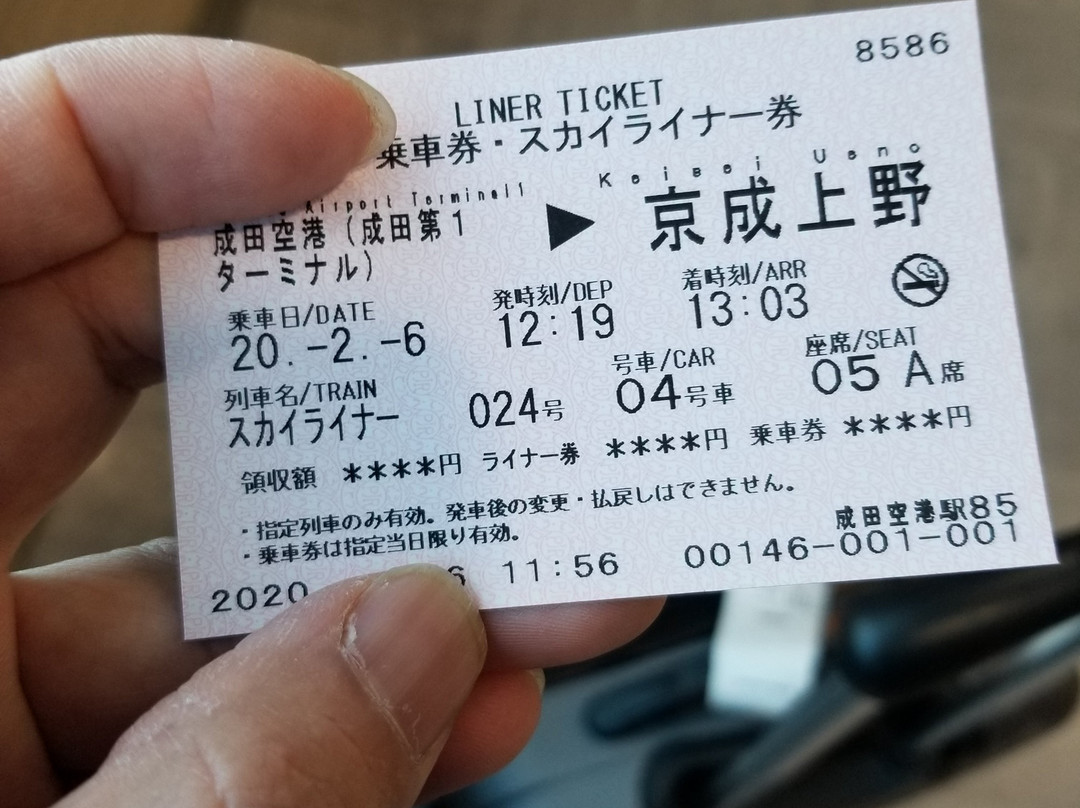 8586
LINER TICKET
乗車券・スカイライナー券
Airport Terminal1
Keisei Ueno
成田空港（成田第1
ターミナル）
▶
京成上野
乗車日/DATE 発時刻/DEP 着時刻/ARR
20.-2.-6 12:19 13:03
列車名/TRAIN 号車/CAR 座席/SEAT
スカイライナー 024号 04号車 05 A席
領収額 ****円 ライナー券 ****円 乗車券 ****円
・指定列車のみ有効。発車後の変更・払戻しはできません。
・乗車券は指定当日限り有効。
成田空港駅85
2020 6 11:56 00146-001-001